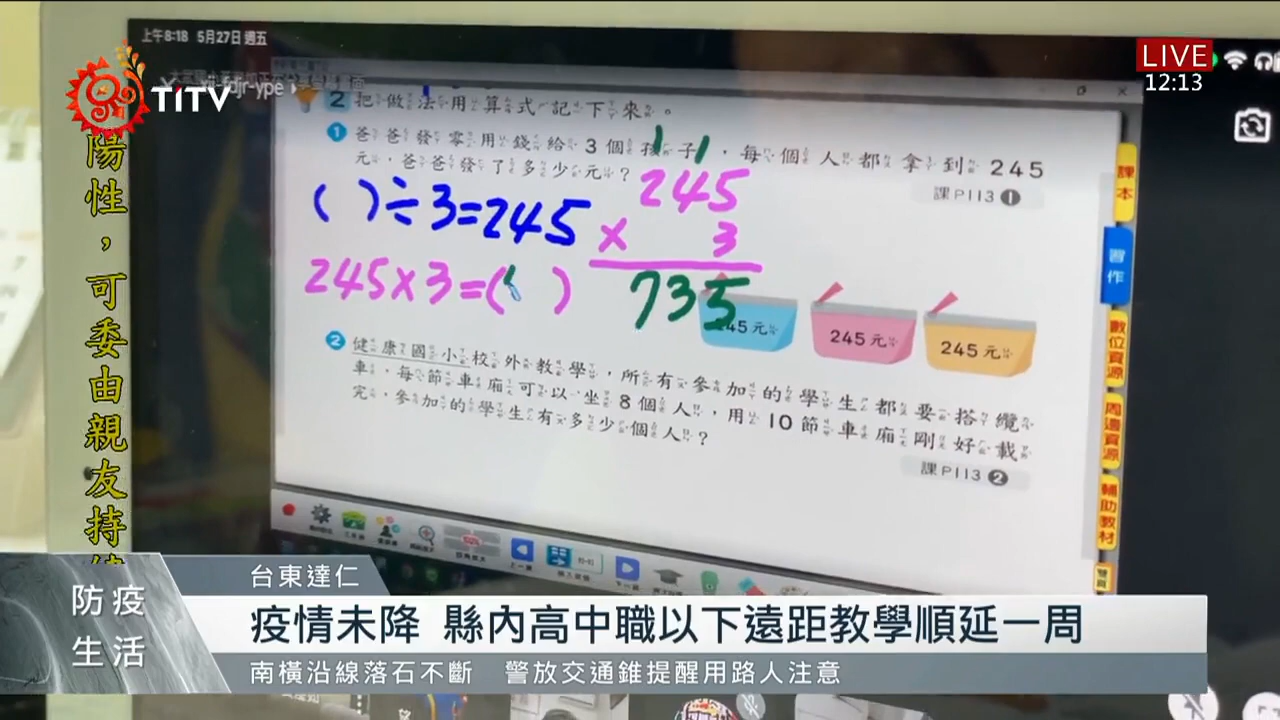 上午8:18 5月27日 週五
LIVE
12:13
TiTV
陽性，可委由親友持
2 把做法用算式記下來。
1 爸爸發零用錢給3個孩子，每個人都拿到245
元，爸爸發了多少元？
課P113 1
( )÷3=245
245×3=( )
1 1
245
× 3
735
45元
245元
245元
2 健康國小校外教學，所有參加的學生都要搭纜
車，每節車廂可以坐8個人，用10節車廂剛好載
完，參加的學生有多少個人？
課P113 2
課本
習作
數位資源
周邊資源
輔助教材
台東達仁
防疫
生活
疫情未降 縣內高中職以下遠距教學順延一周
南橫沿線落石不斷 警放交通錐提醒用路人注意